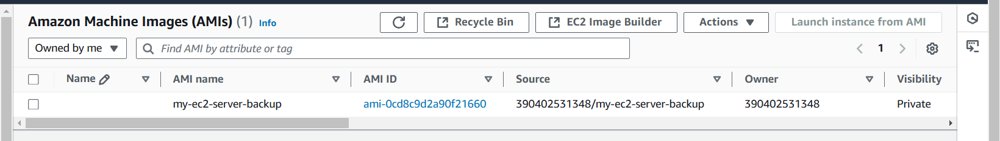 Amazon Machine Images (AMIs) (1) Info
Recycle Bin
EC2 Image Builder
Actions
Launch instance from AMI
Owned by me
Find AMI by attribute or tag
1
Name AMI name AMI ID Source Owner Visibility
my-ec2-server-backup ami-0cd8c9d2a90f21660 390402531348/my-ec2-server-backup 390402531348 Private